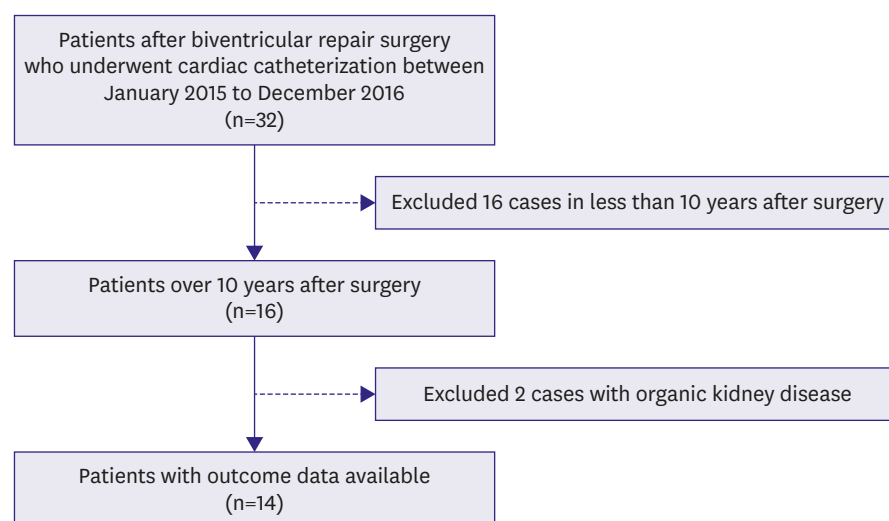 Patients after biventricular repair surgery
who underwent cardiac catheterization between
January 2015 to December 2016
(n=32)
Excluded 16 cases in less than 10 years after surgery
Patients over 10 years after surgery
(n=16)
Excluded 2 cases with organic kidney disease
Patients with outcome data available
(n=14)